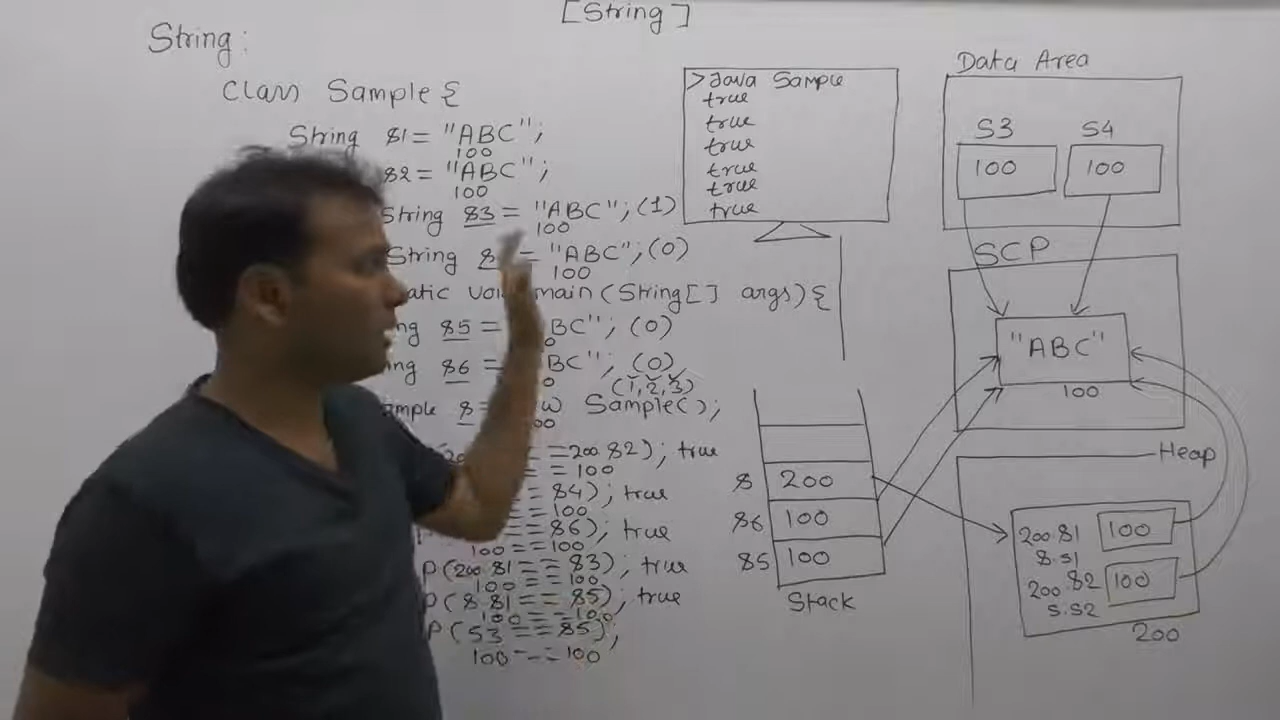 [String]
String:
Class Sample {
String s1 = "ABC";
100
s2 = "ABC";
100
String s3 = "ABC"; (1)
100
String = "ABC"; (0)
100
main(String[] args){
s5 = BC"; (0)
s6 = BC"; (0)
(1, 2, 3)
s = Sample();
== 200.s2); true
== 100
== s4); true
== 100
== s6); true
100 == 100
P(200.s1 == s3); true
100 == 100
P(s.s1 == s5); true
100 == 100
P(S3 == s5);
100 == 100
>Java Sample
true
true
true
true
true
true
Data Area
S3 S4
100 100
SCP
"ABC"
100
s 200
s6 100
s5 100
Stack
Heap
200.s1 100
s.s1
200.s2 100
s.s2
200